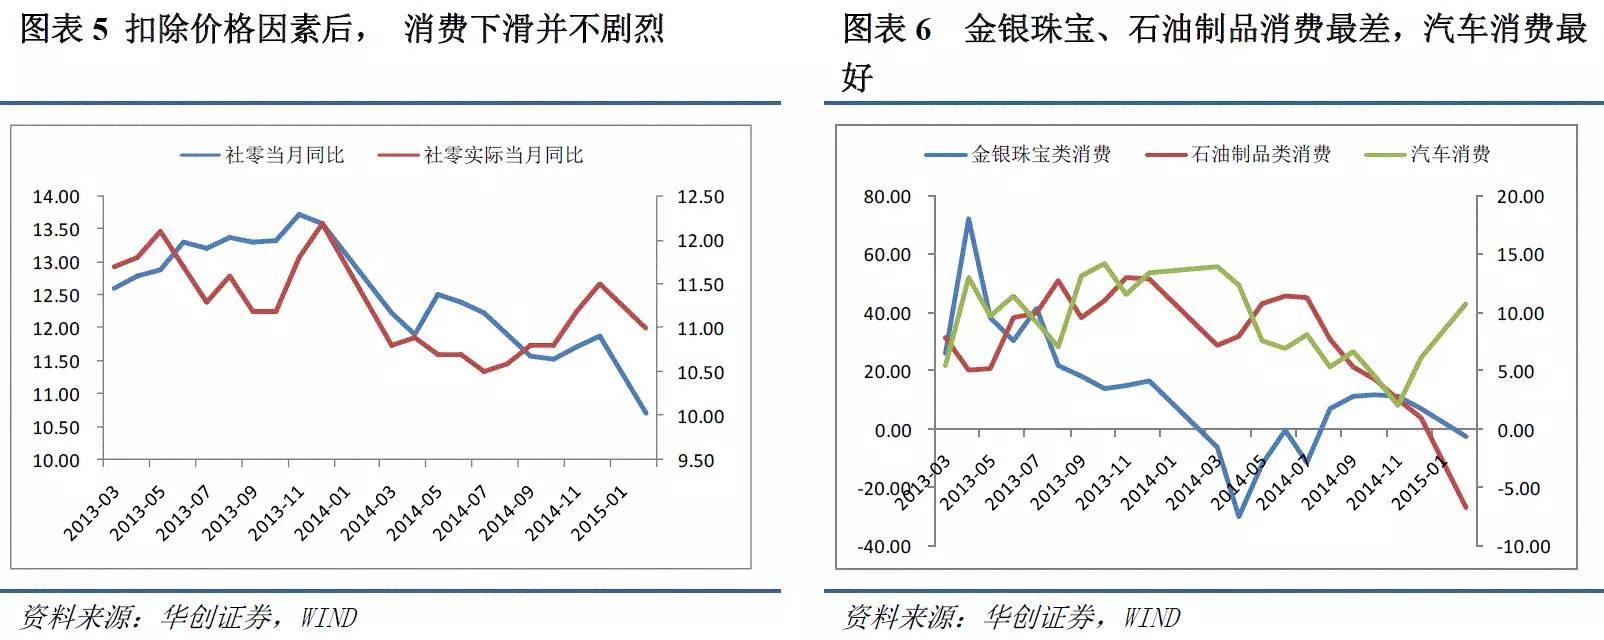 图表 5 扣除价格因素后， 消费下滑并不剧烈
社零当月同比 社零实际当月同比
14.00 12.50
13.50 12.00
13.00 11.50
12.50 11.00
12.00 10.50
11.50 10.00
11.00 9.50
10.50
10.00
2013-03 2013-05 2013-07 2013-09 2013-11 2014-01 2014-03 2014-05 2014-07 2014-09 2014-11 2015-01
资料来源：华创证券，WIND
图表 6 金银珠宝、石油制品消费最差，汽车消费最
好
金银珠宝类消费 石油制品类消费 汽车消费
80.00 20.00
60.00 15.00
40.00 10.00
20.00 5.00
0.00 0.00
-20.00 -5.00
-40.00 -10.00
2013-03 2013-05 2013-07 2013-09 2013-11 2014-01 2014-03 2014-05 2014-07 2014-09 2014-11 2015-01
资料来源：华创证券，WIND